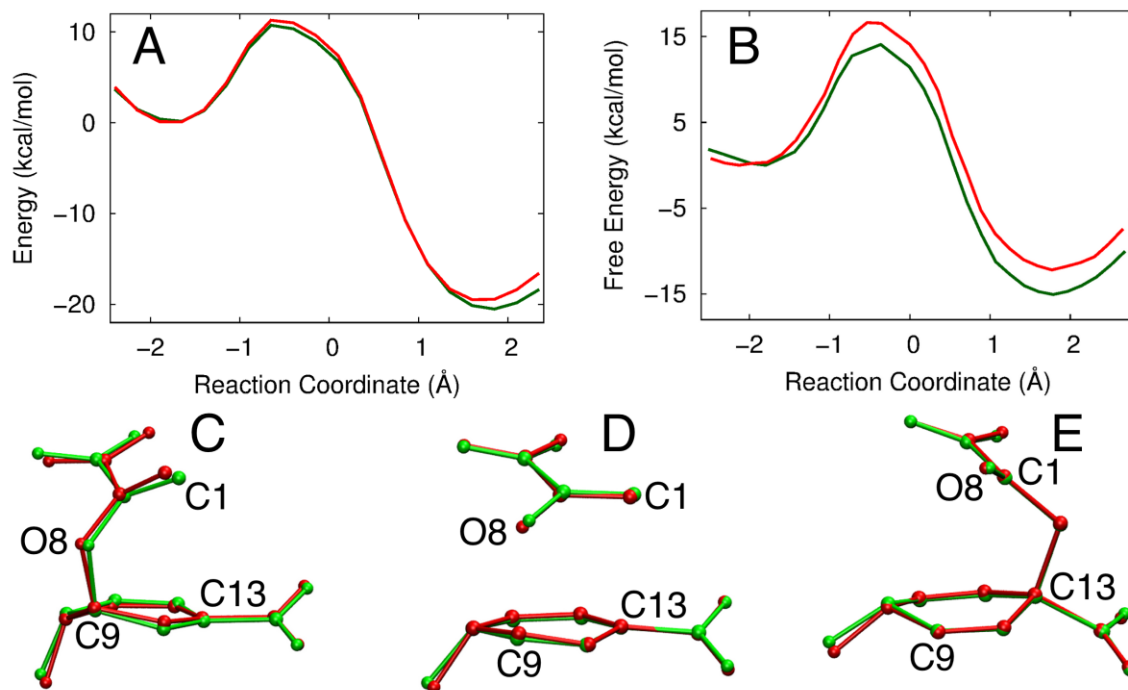 A
Energy (kcal/mol)
10
0
−10
−20
−2
−1
0
1
2
Reaction Coordinate (Å)
B
Free Energy (kcal/mol)
15
5
−5
−15
−2
−1
0
1
2
Reaction Coordinate (Å)
C
C1
O8
C13
C9
D
C1
O8
C13
C9
E
C1
O8
C13
C9